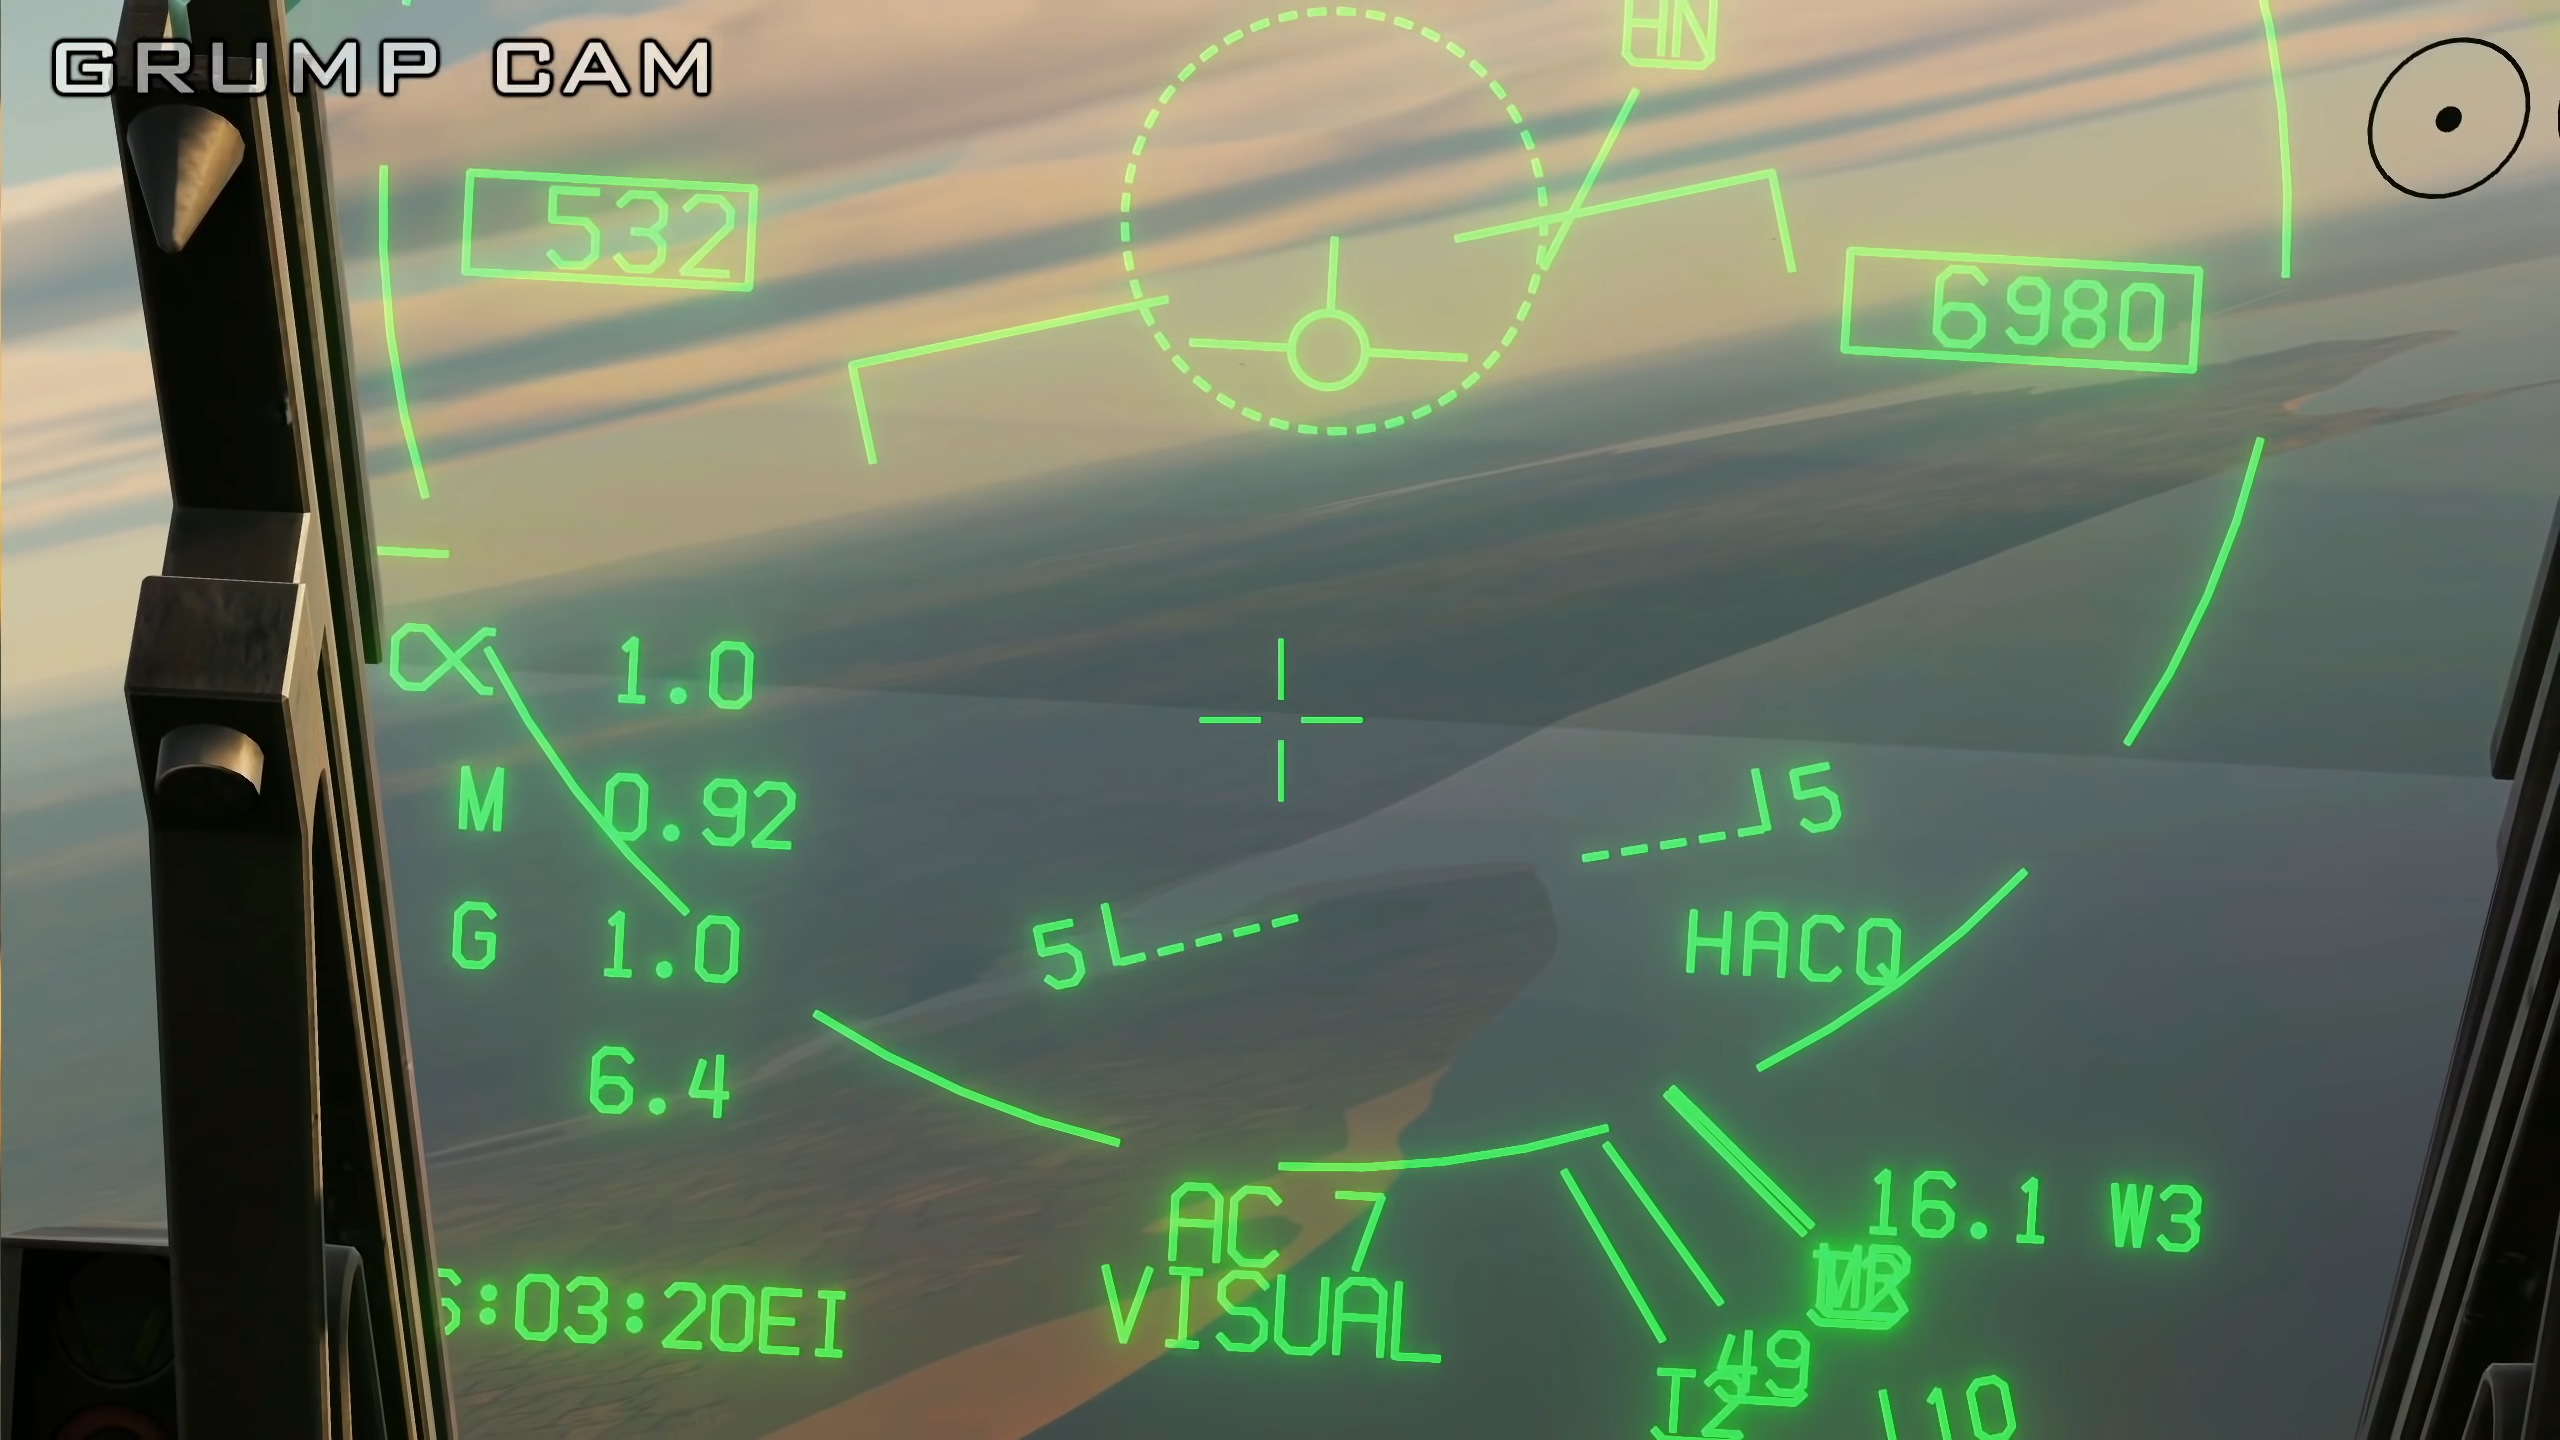 GRUMP CAM
HN
532
6980
α 1.0
M 0.92
G 1.0
6.4
5
5
HACQ
16.1 W3
AC 7
VISUAL
:03:20EI
49
12
10